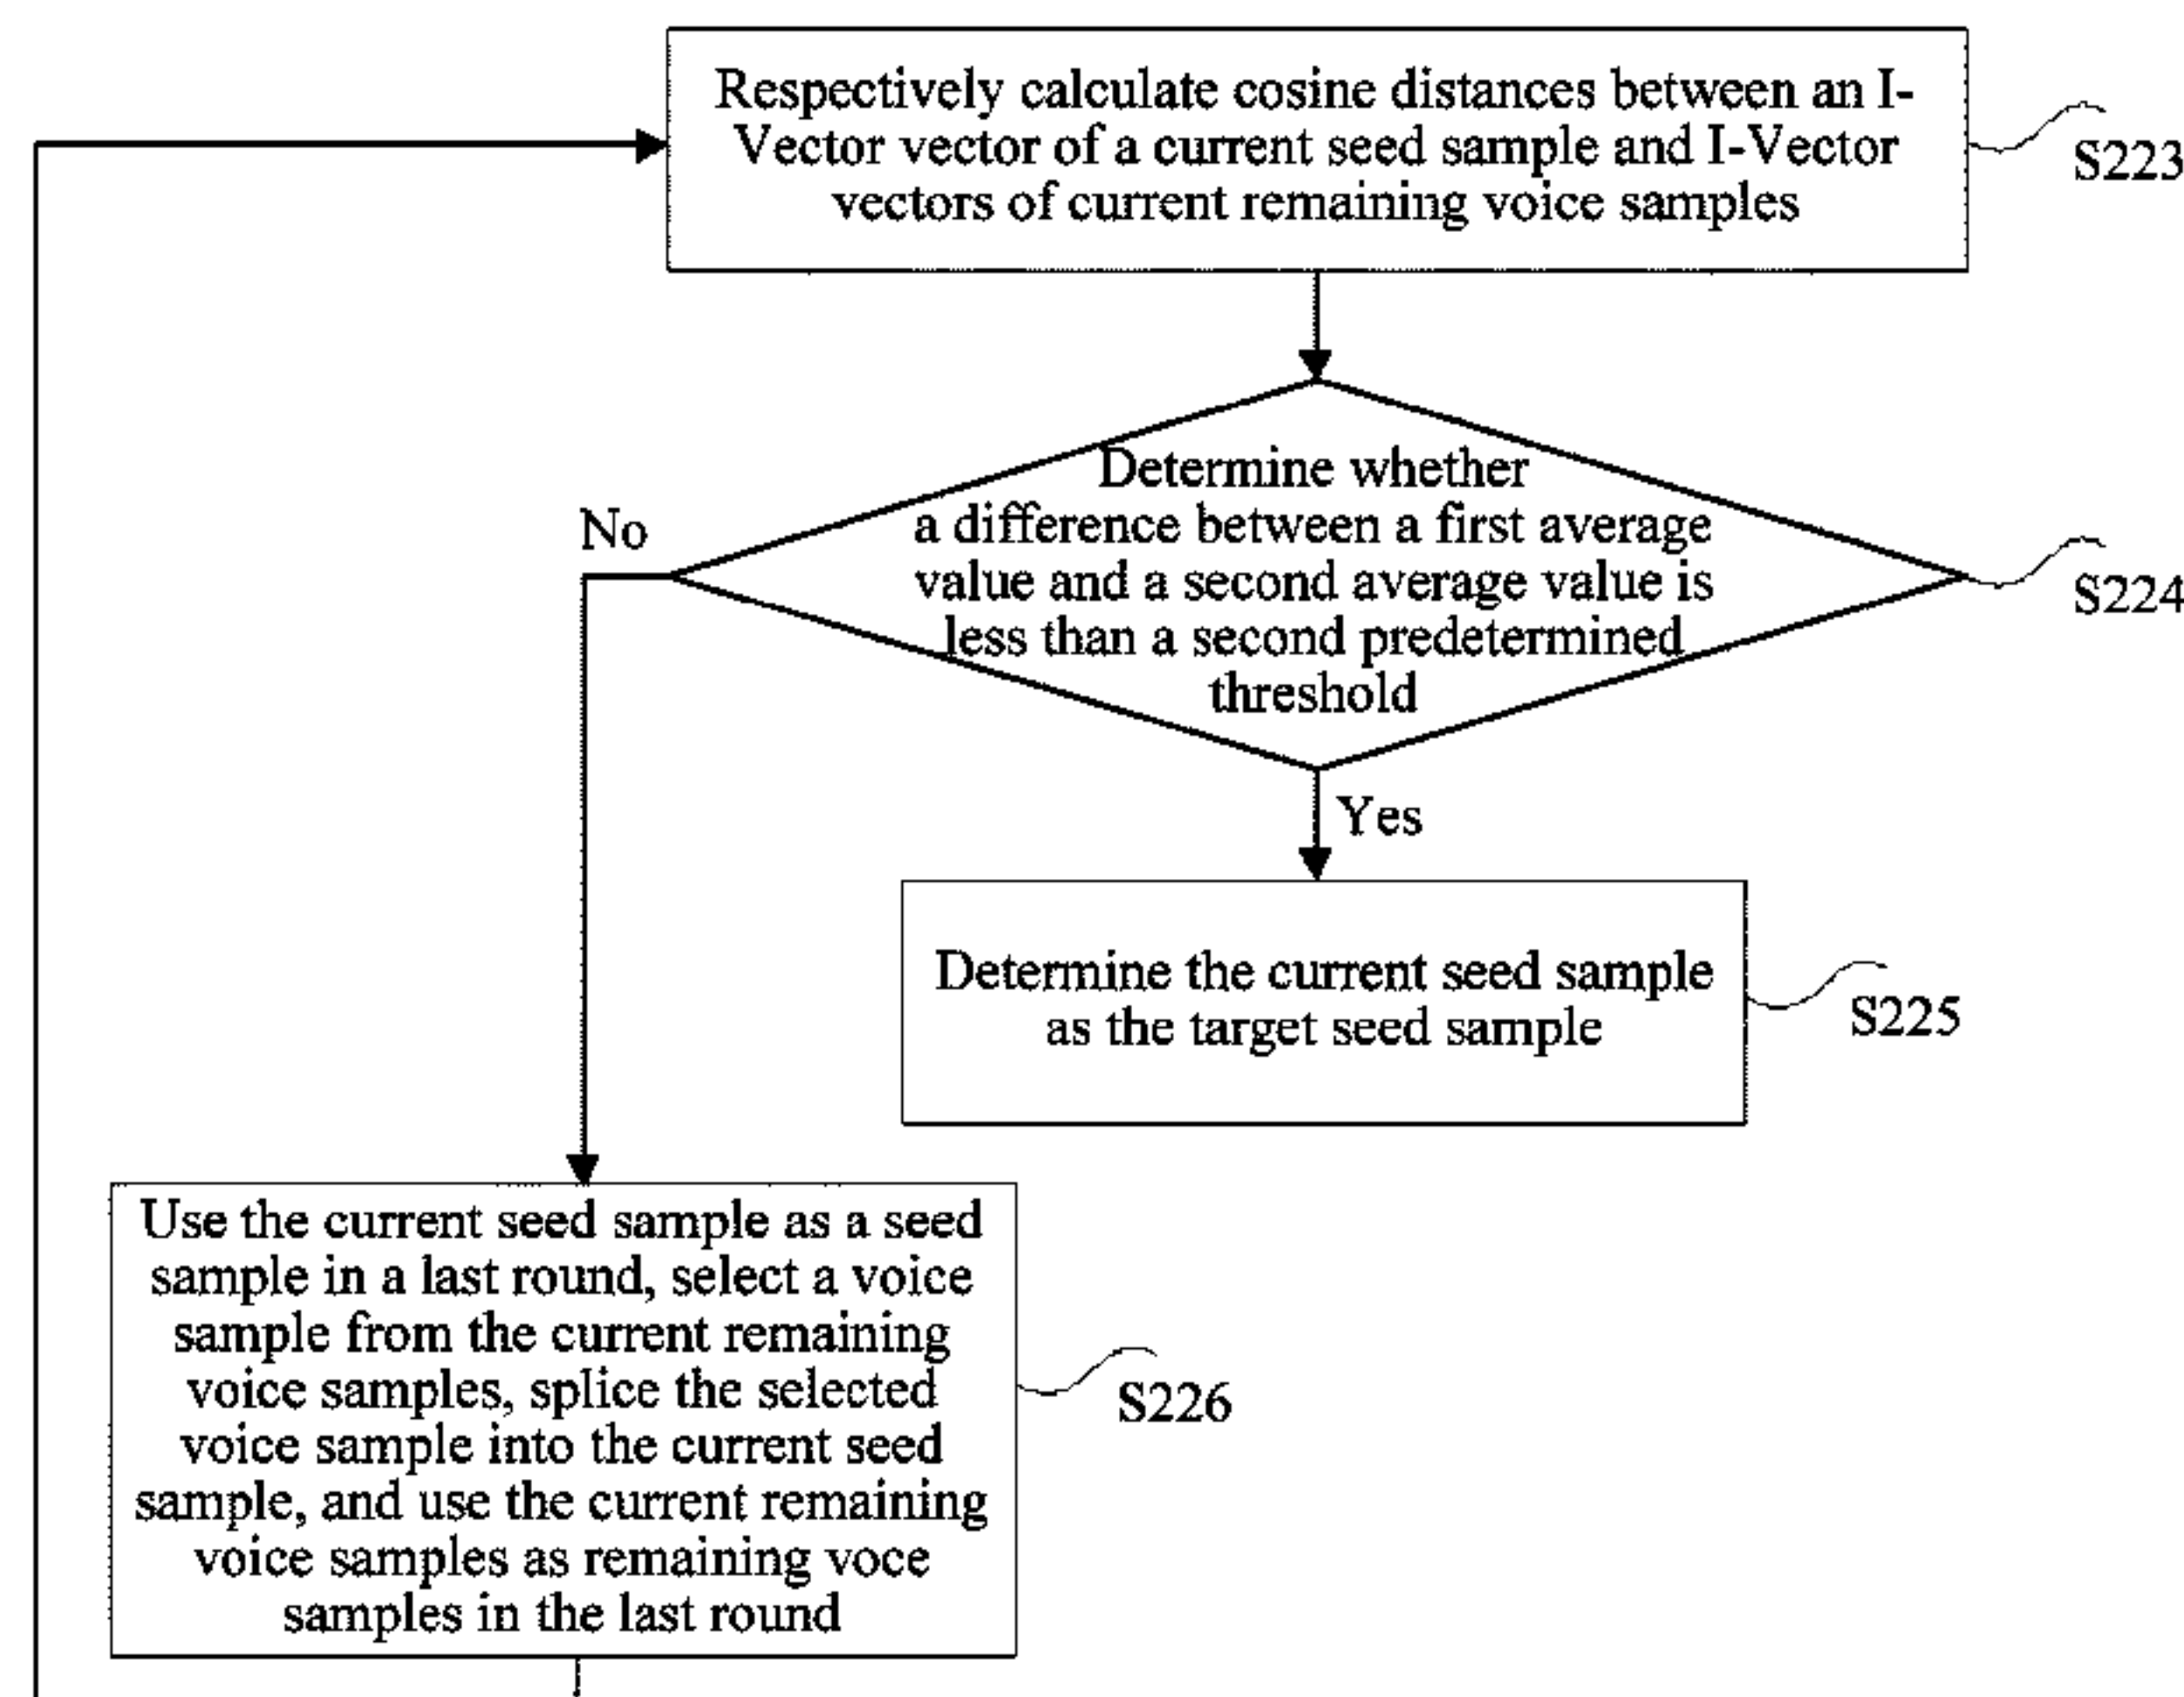 Respectively calculate cosine distances between an I-
Vector vector of a current seed sample and I-Vector
vectors of current remaining voice samples
S223
Determine whether
a difference between a first average
value and a second average value is
less than a second predetermined
threshold
S224
No
Yes
Determine the current seed sample
as the target seed sample
S225
Use the current seed sample as a seed
sample in a last round, select a voice
sample from the current remaining
voice samples, splice the selected
voice sample into the current seed
sample, and use the current remaining
voice samples as remaining voce
samples in the last round
S226